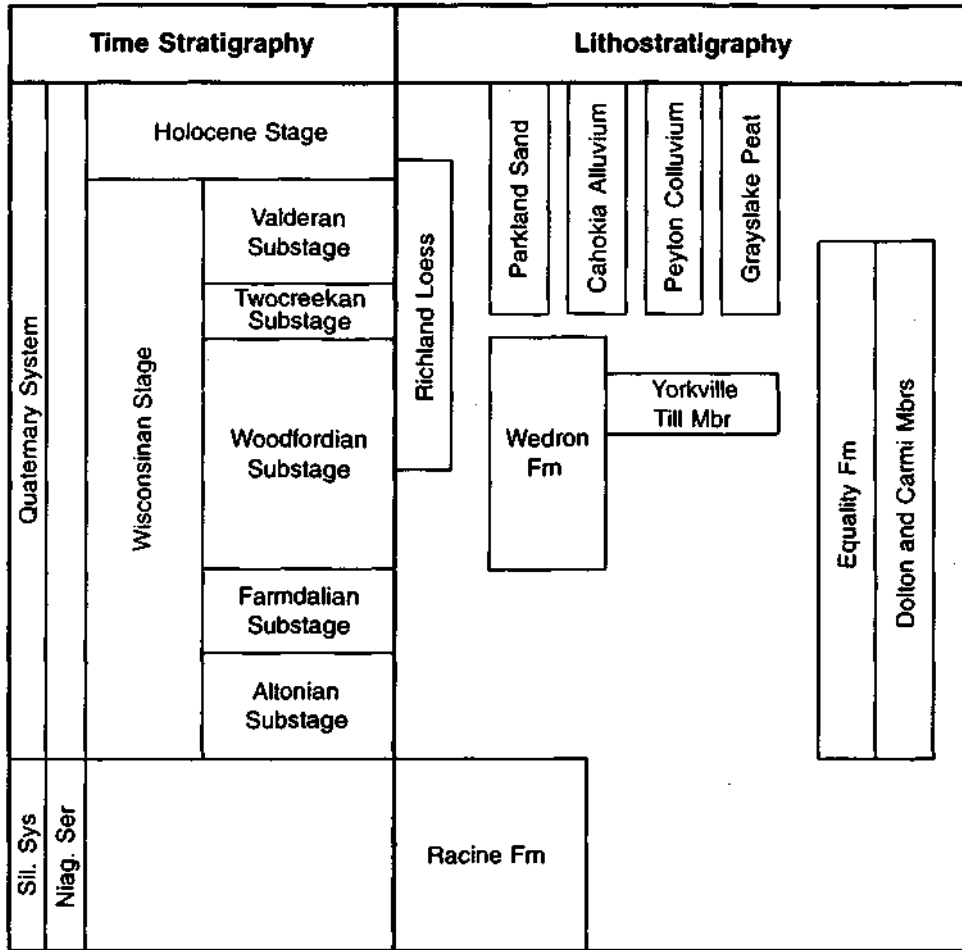 Time Stratigraphy
Lithostratigraphy
Quaternary System
Holocene Stage
Wisconsinan Stage
Valderan
Substage
Twocreekan
Substage
Woodfordian
Substage
Farmdalian
Substage
Altonian
Substage
Richland Loess
Parkland Sand
Cahokia Alluvium
Peyton Colluvium
Grayslake Peat
Wedron
Fm
Yorkville
Till Mbr
Equality Fm
Dolton and Carmi Mbrs
Sil. Sys
Niag. Ser
Racine Fm